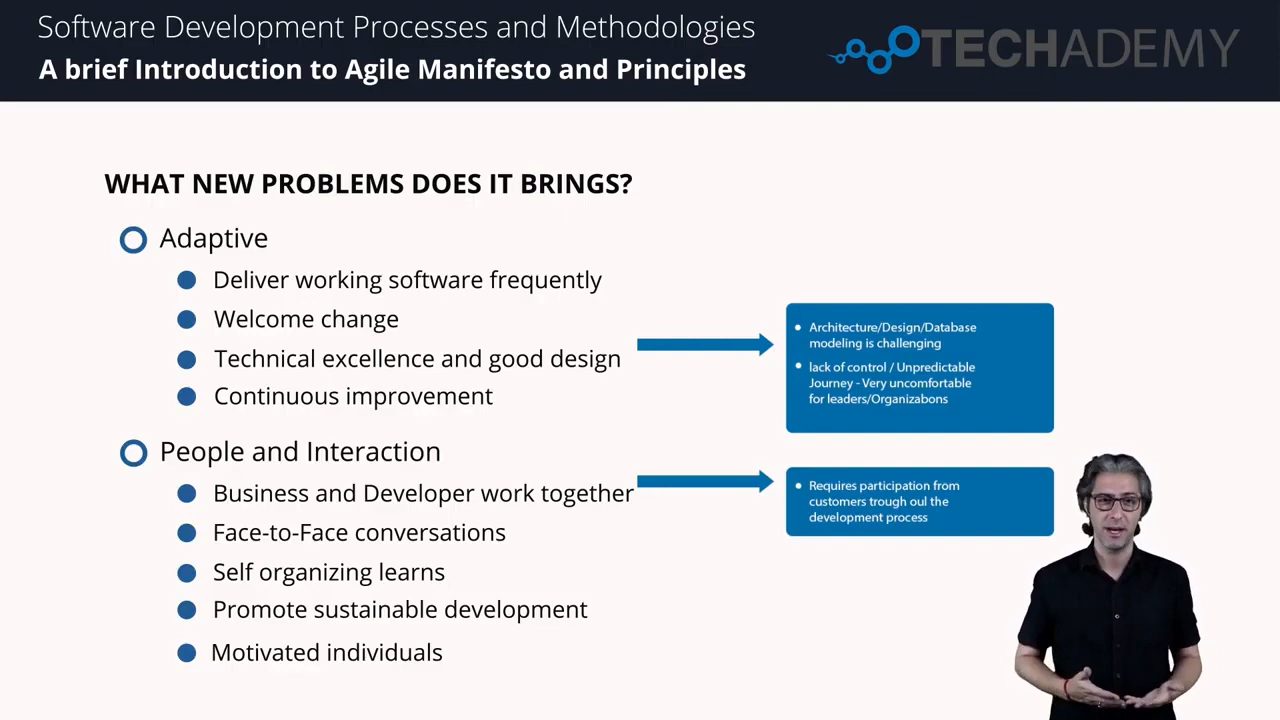 Software Development Processes and Methodologies
A brief Introduction to Agile Manifesto and Principles
TECHADEMY
WHAT NEW PROBLEMS DOES IT BRINGS?
Adaptive
Deliver working software frequently
Welcome change
Technical excellence and good design
Continuous improvement
Architecture/Design/Database
modeling is challenging
lack of control / Unpredictable
Journey - Very uncomfortable
for leaders/Organizabons
People and Interaction
Business and Developer work together
Face-to-Face conversations
Self organizing learns
Promote sustainable development
Motivated individuals
Requires participation from
customers trough oul the
development process